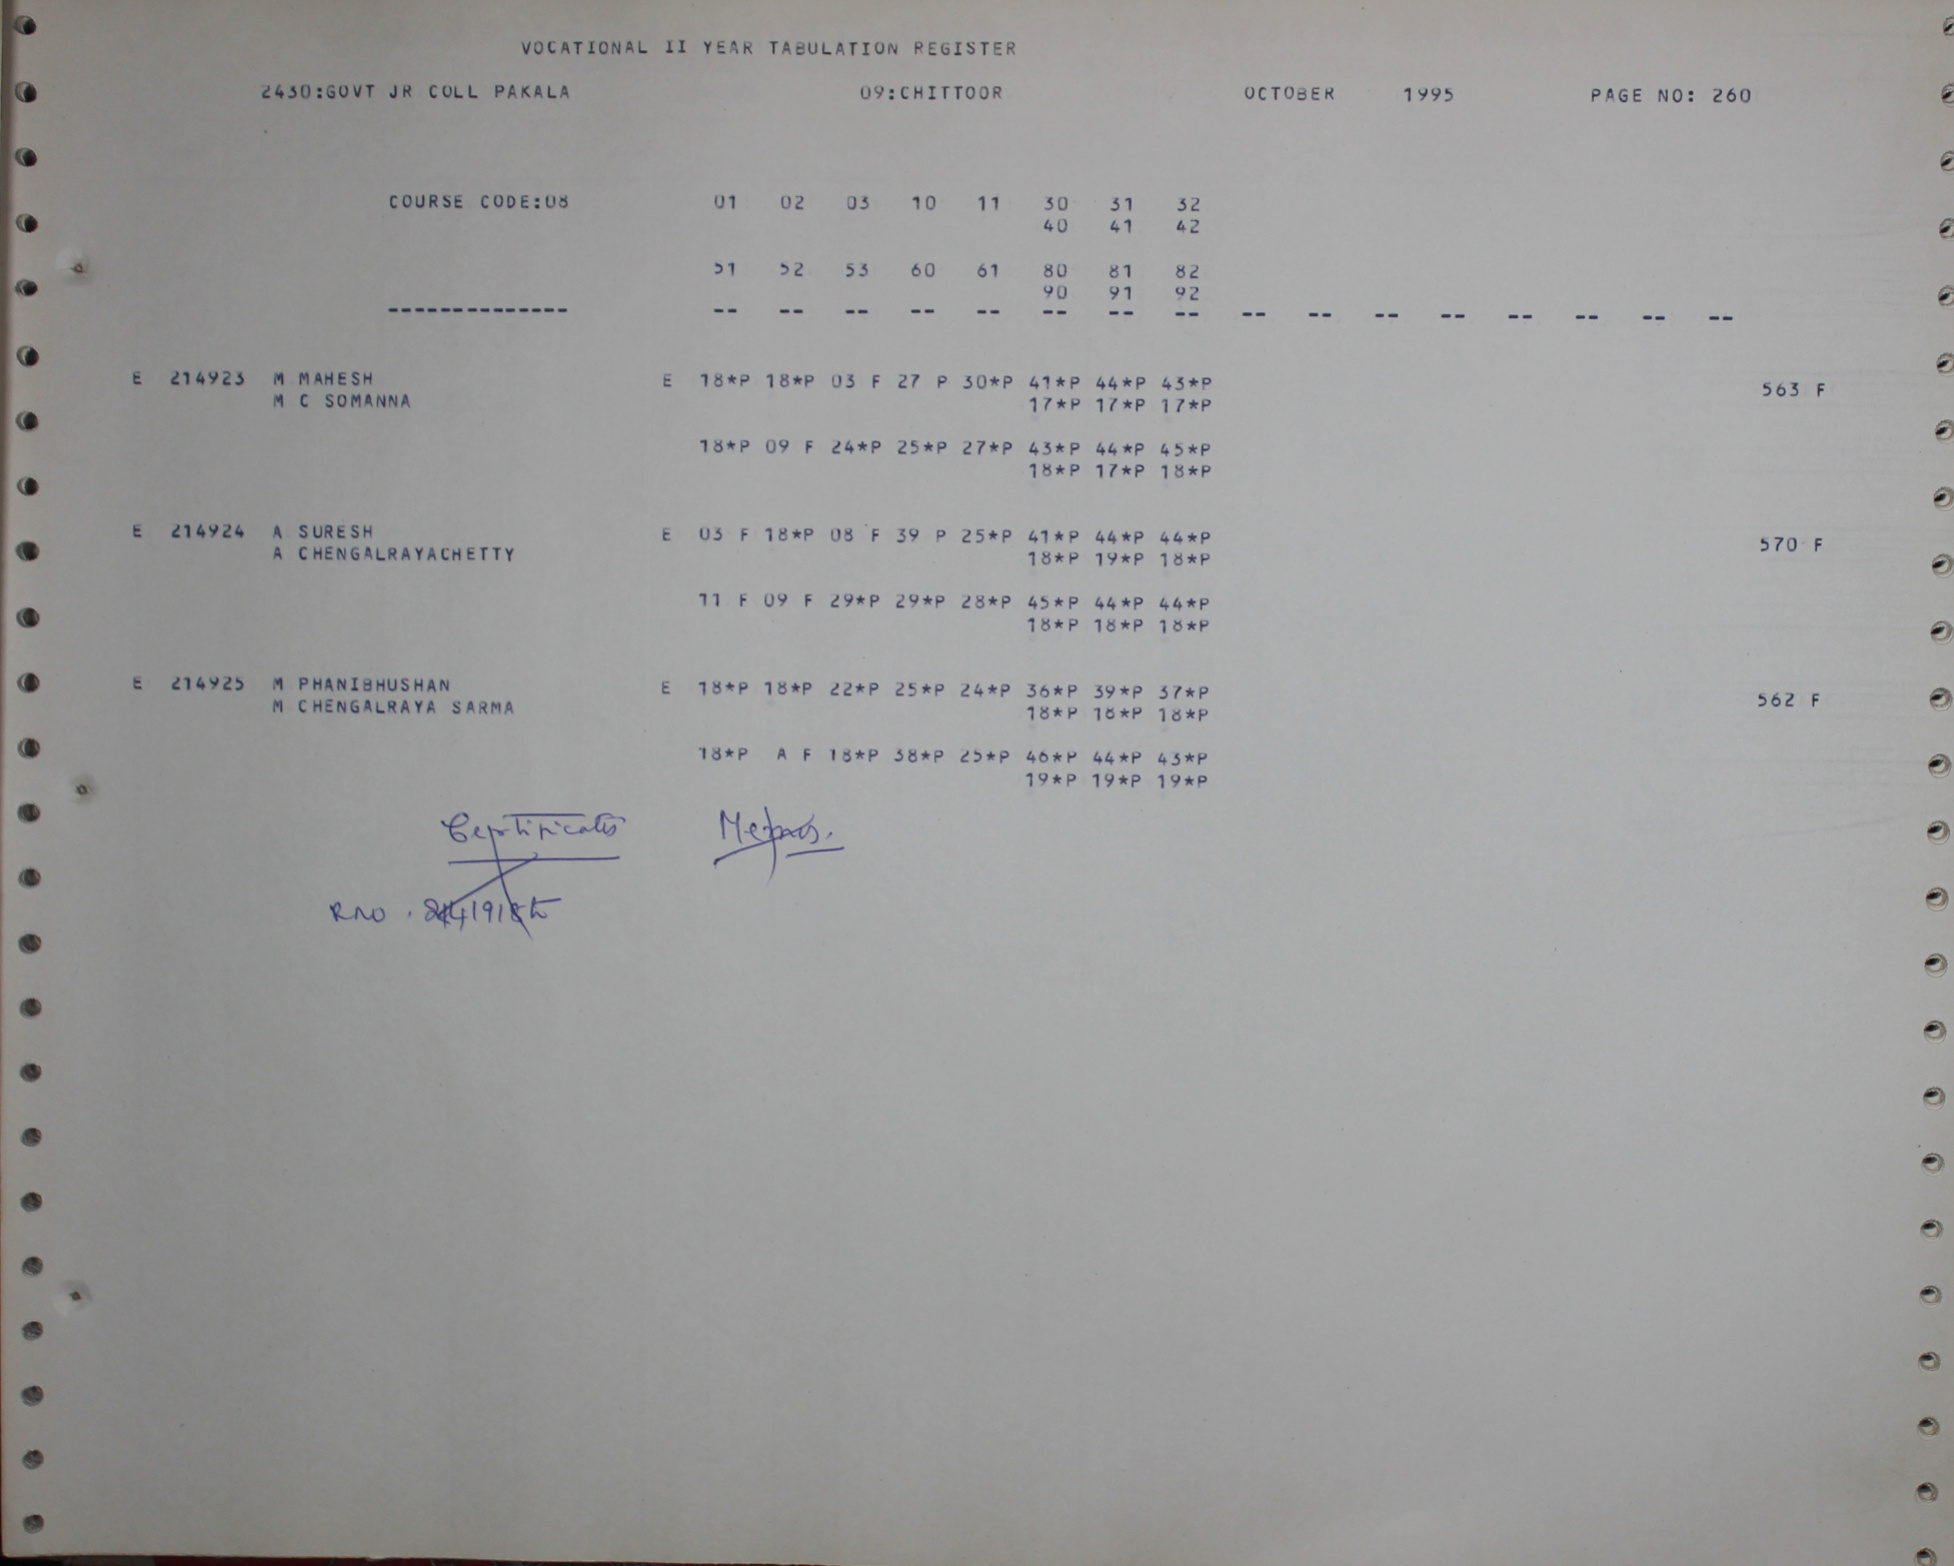 VOCATIONAL II YEAR TABULATION REGISTER
2430:GOVT JR COLL PAKALA 09:CHITTOOR OCTOBER 1995 PAGE NO: 260
COURSE CODE:08 01 02 03 10 11 30 31 32
40 41 42
51 52 53 60 61 80 81 82
90 91 92
-------------- -- -- -- -- -- -- -- -- -- -- -- -- -- -- -- --
E 214923 M MAHESH E 18*P 18*P 03 F 27 P 30*P 41*P 44*P 43*P 563 F
M C SOMANNA 17*P 17*P 17*P
18*P 09 F 24*P 25*P 27*P 43*P 44*P 45*P
18*P 17*P 18*P
E 214924 A SURESH E 03 F 18*P 08 F 39 P 25*P 41*P 44*P 44*P 570 F
A CHENGALRAYACHETTY 18*P 19*P 18*P
11 F 09 F 29*P 29*P 28*P 45*P 44*P 44*P
18*P 18*P 18*P
E 214925 M PHANIBHUSHAN E 18*P 18*P 22*P 25*P 24*P 36*P 39*P 37*P 562 F
M CHENGALRAYA SARMA 18*P 18*P 18*P
18*P A F 18*P 38*P 25*P 46*P 44*P 43*P
19*P 19*P 19*P
Certificates Memos.
RNO .